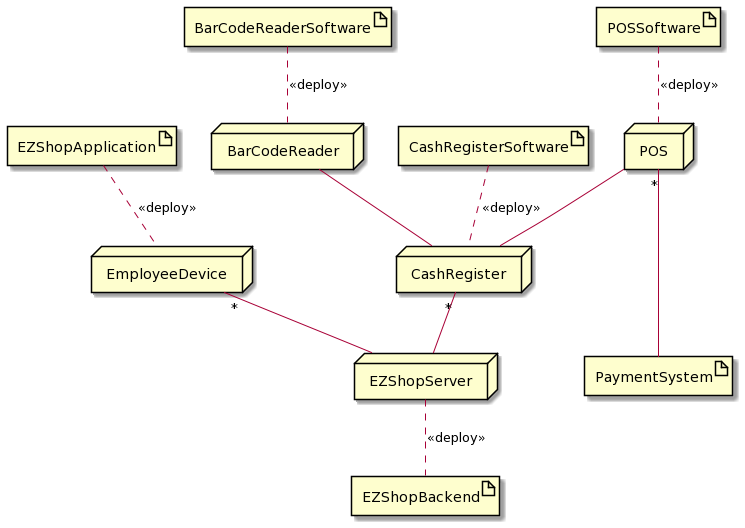 BarCodeReaderSoftware
POSSoftware
«deploy»
«deploy»
EZShopApplication
BarCodeReader
CashRegisterSoftware
POS
*
«deploy»
«deploy»
EmployeeDevice
CashRegister
*
*
EZShopServer
PaymentSystem
«deploy»
EZShopBackend